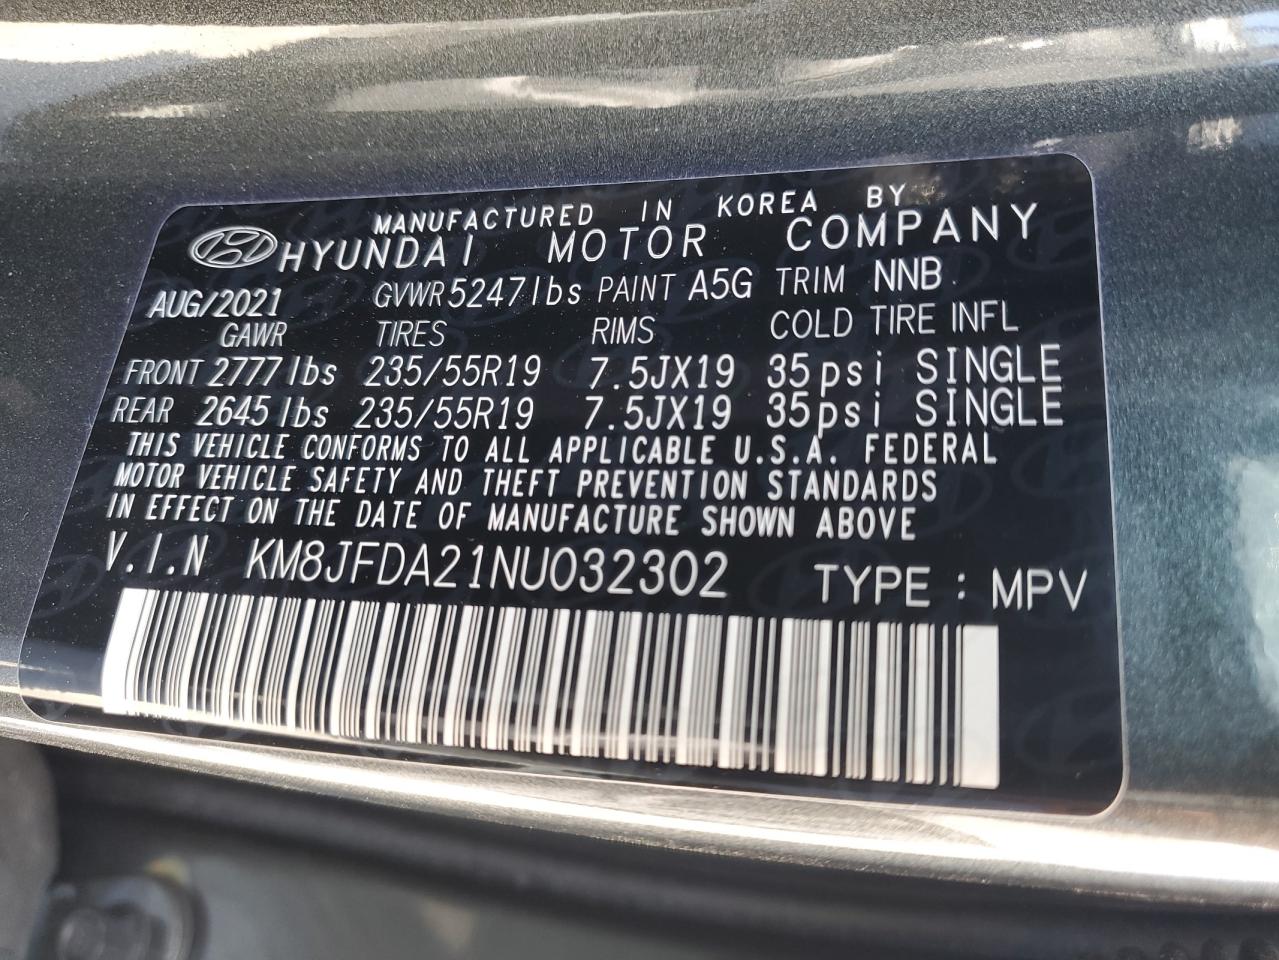 MANUFACTURED IN KOREA BY
HYUNDAI MOTOR COMPANY
AUG/2021 GVWR 5247lbs PAINT A5G TRIM NNB
GAWR TIRES RIMS COLD TIRE INFL
FRONT 2777lbs 235/55R19 7.5JX19 35psi SINGLE
REAR 2645lbs 235/55R19 7.5JX19 35psi SINGLE
THIS VEHICLE CONFORMS TO ALL APPLICABLE U.S.A. FEDERAL
MOTOR VEHICLE SAFETY AND THEFT PREVENTION STANDARDS
IN EFFECT ON THE DATE OF MANUFACTURE SHOWN ABOVE
V.I.N KM8JFDA21NU032302 TYPE : MPV